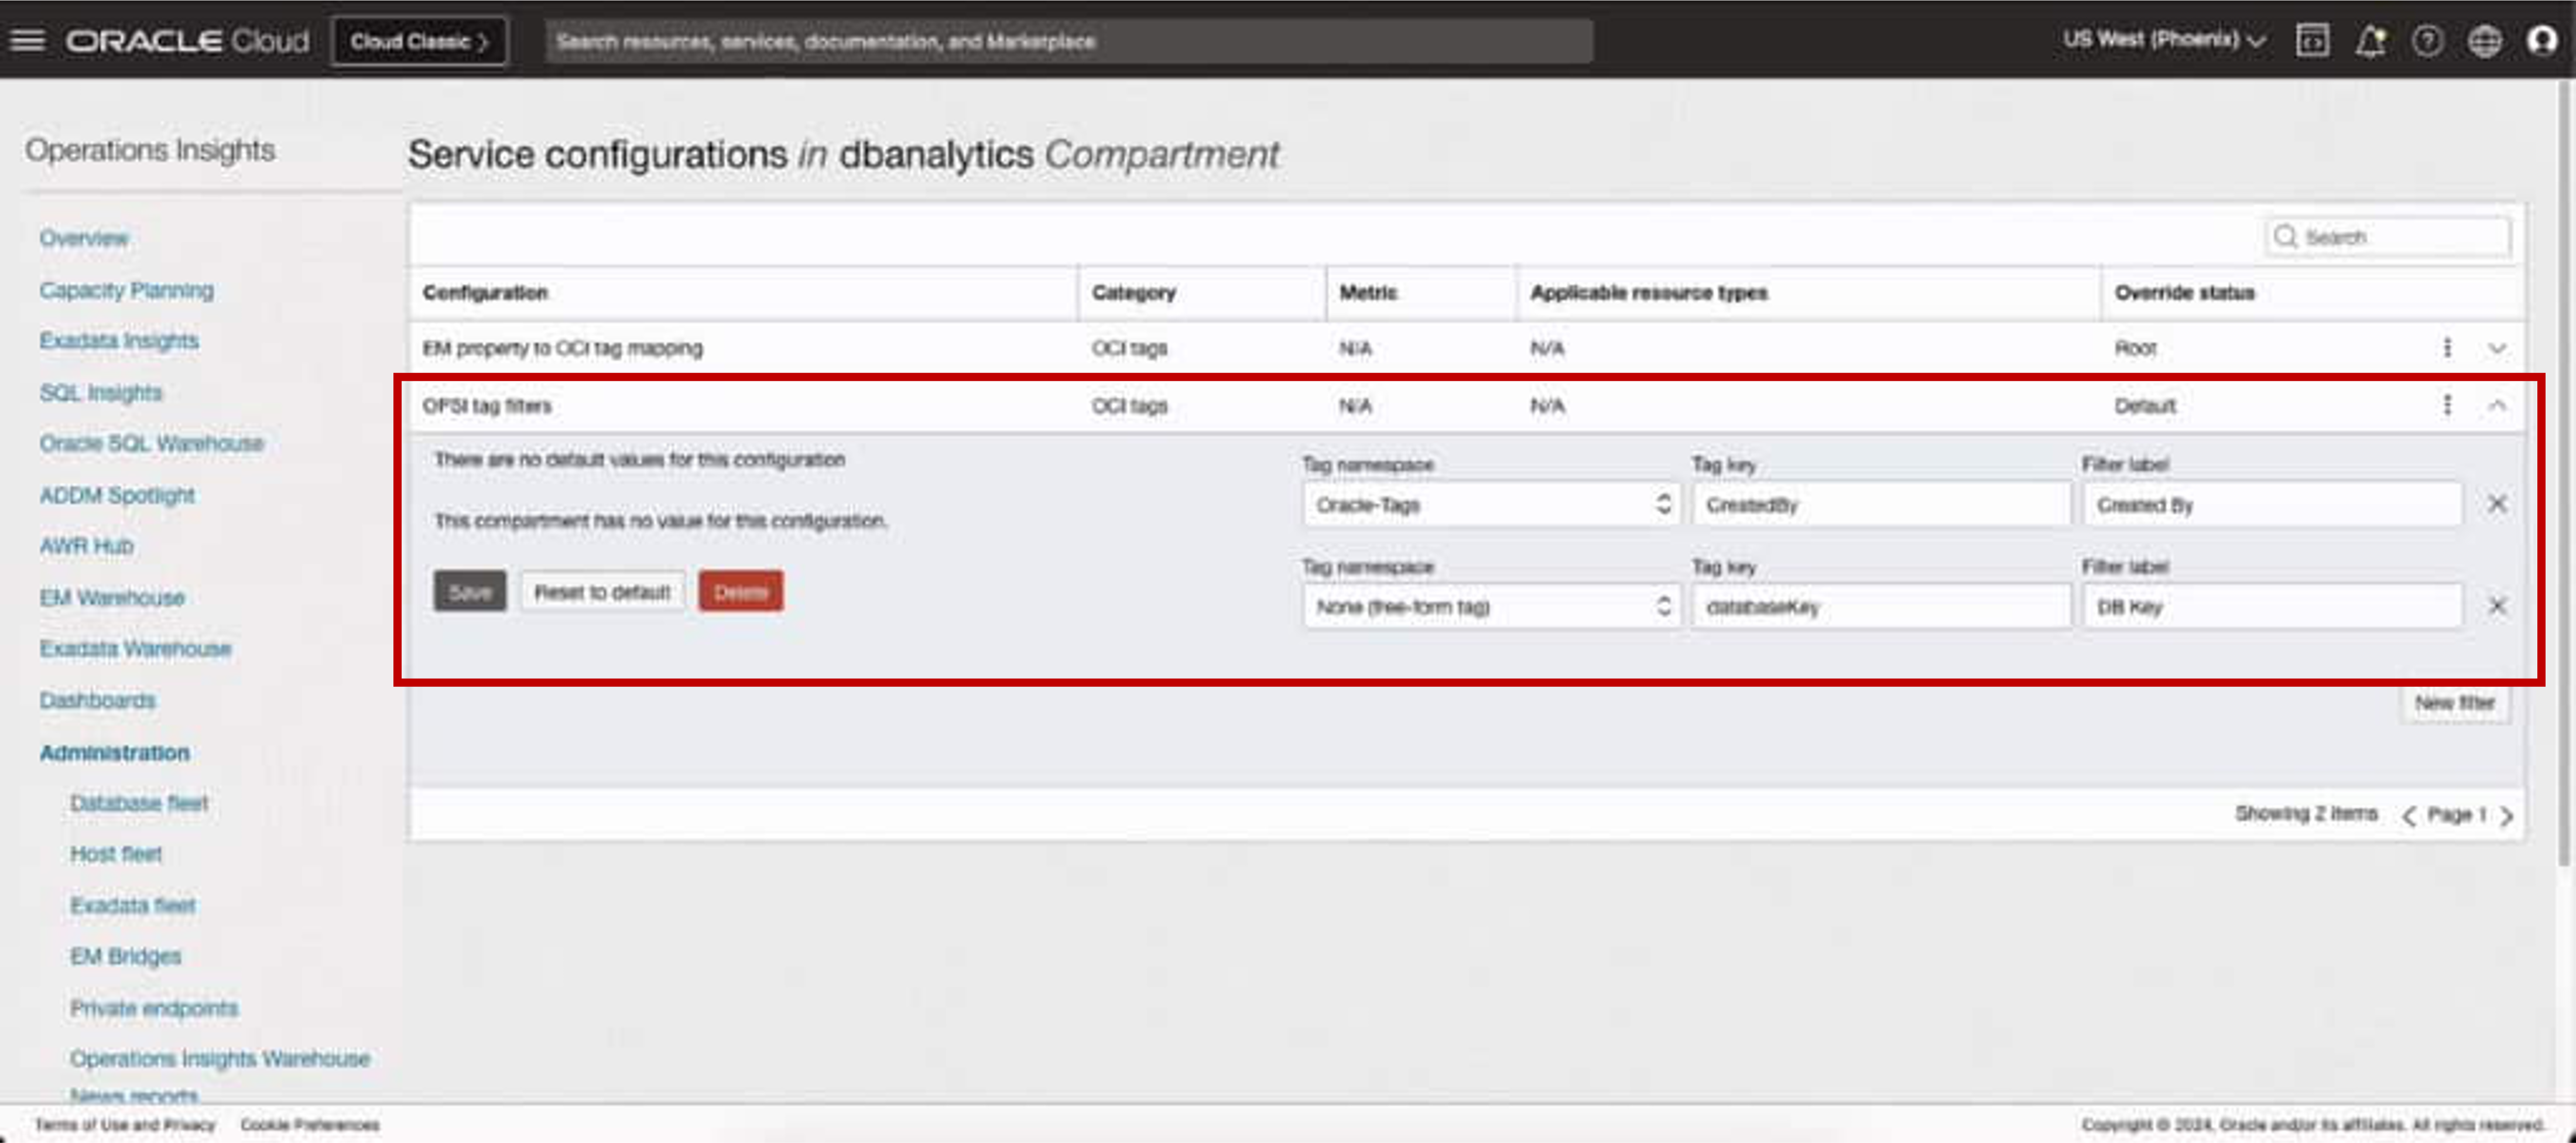 ORACLE Cloud
Cloud Classic >
Search resources, services, documentation, and Marketplace
US West (Phoenix)
Operations Insights
Overview
Capacity Planning
Exadata Insights
SQL Insights
Oracle SQL Warehouse
ADDM Spotlight
AWR Hub
EM Warehouse
Exadata Warehouse
Dashboards
Administration
Database fleet
Host fleet
Exadata fleet
EM Bridges
Private endpoints
Operations Insights Warehouse
News reports
Service configurations in dbanalytics Compartment
Search
Configuration Category Metric Applicable resource types Override status
EM property to OCI tag mapping OCI tags N/A N/A Root
OPSI tag filters OCI tags N/A N/A Default
There are no default values for this configuration
This compartment has no value for this configuration.
Save Reset to default Delete
Tag namespace Tag key Filter label
Oracle-Tags CreatedBy Created By
Tag namespace Tag key Filter label
None (free-form tag) databaseKey DB Key
New filter
Showing 2 items < Page 1 >
Terms of Use and Privacy Cookie Preferences
Copyright © 2024, Oracle and/or its affiliates. All rights reserved.